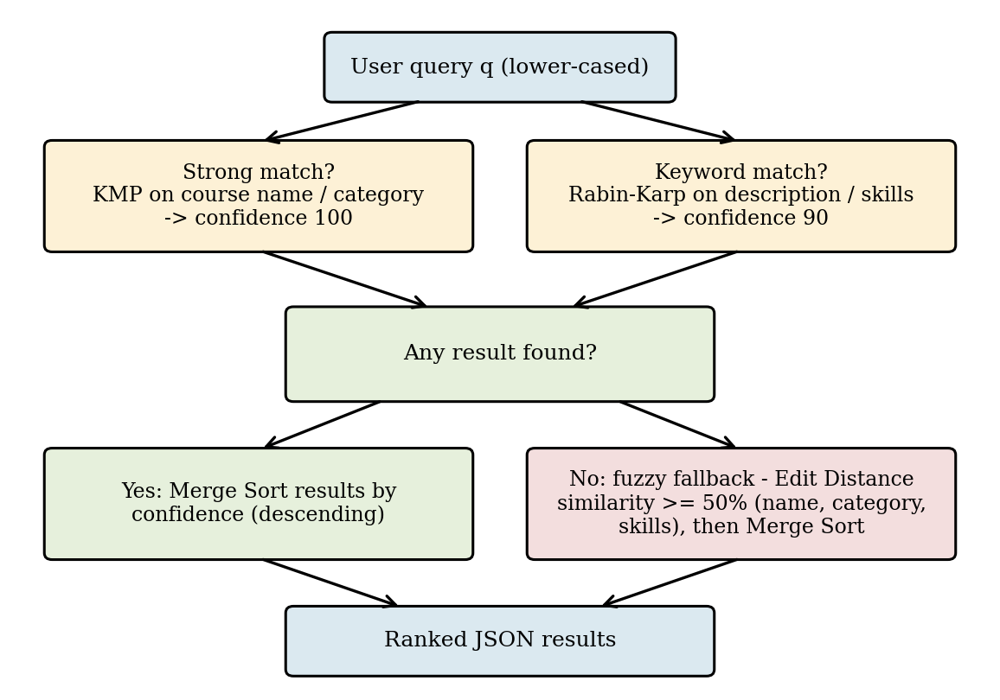 User query q (lower-cased)
Strong match?
KMP on course name / category
-> confidence 100
Keyword match?
Rabin-Karp on description / skills
-> confidence 90
Any result found?
Yes: Merge Sort results by
confidence (descending)
No: fuzzy fallback - Edit Distance
similarity >= 50% (name, category,
skills), then Merge Sort
Ranked JSON results